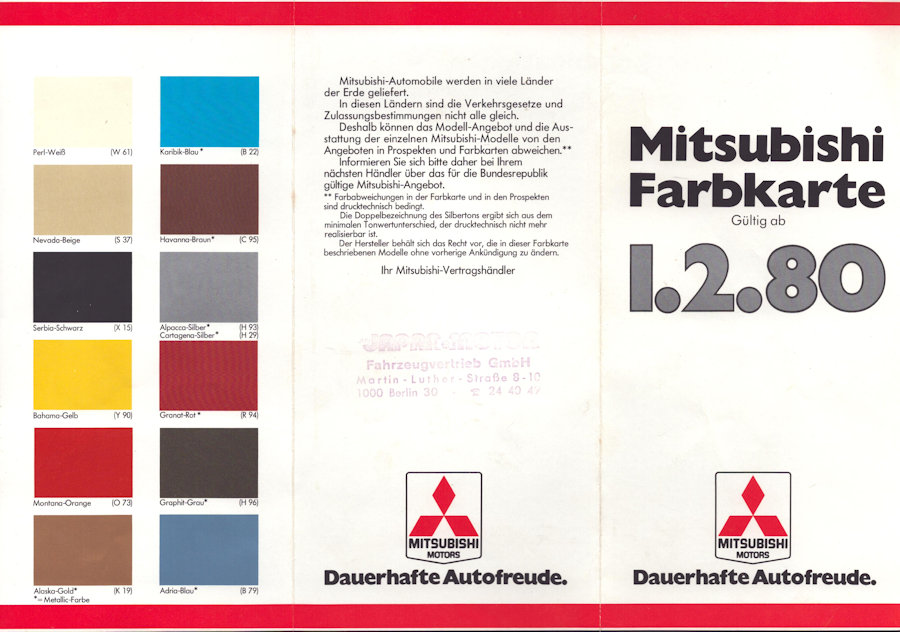 Perl-Weiß (W 61)
Karibik-Blau* (B 22)
Nevada-Beige (S 37)
Havanna-Braun* (C 95)
Serbia-Schwarz (X 15)
Alpacca-Silber* (H 93)
Cartagena-Silber* (H 29)
Bahama-Gelb (Y 90)
Granat-Rot* (R 94)
Montana-Orange (O 73)
Graphit-Grau* (H 96)
Alaska-Gold* (K 19)
Adria-Blau* (B 79)
*= Metallic-Farbe
Mitsubishi-Automobile werden in viele Länder
der Erde geliefert.
In diesen Ländern sind die Verkehrsgesetze und
Zulassungsbestimmungen nicht alle gleich.
Deshalb können das Modell-Angebot und die Aus-
stattung der einzelnen Mitsubishi-Modelle von den
Angeboten in Prospekten und Farbkarten abweichen.**
Informieren Sie sich bitte daher bei Ihrem
nächsten Händler über das für die Bundesrepublik
gültige Mitsubishi-Angebot.
** Farbabweichungen in der Farbkarte und in den Prospekten
sind drucktechnisch bedingt.
Die Doppelbezeichnung des Silbertons ergibt sich aus dem
minimalen Tonwertunterschied, der drucktechnisch nicht mehr
realisierbar ist.
Der Hersteller behält sich das Recht vor, die in dieser Farbkarte
beschriebenen Modelle ohne vorherige Ankündigung zu ändern.
Ihr Mitsubishi-Vertragshändler
JAPAN-MOTOR
Fahrzeugvertrieb GmbH
Martin-Luther-Straße 8-10
1000 Berlin 30 · ☎ 24 40 47
MITSUBISHI
MOTORS
Dauerhafte Autofreude.
Mitsubishi
Farbkarte
Gültig ab
1.2.80
MITSUBISHI
MOTORS
Dauerhafte Autofreude.